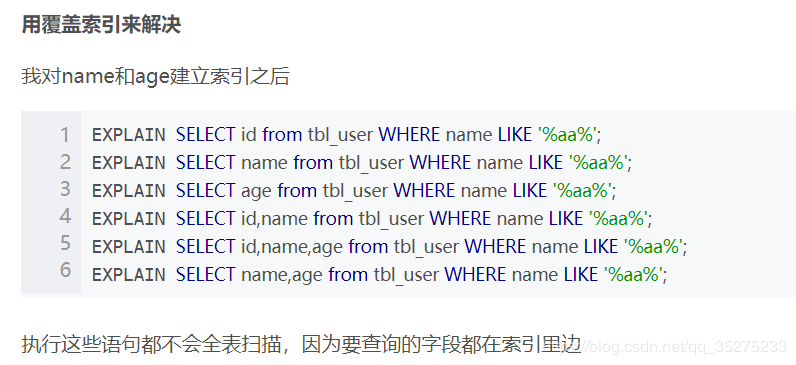 用覆盖索引来解决
我对name和age建立索引之后
1 EXPLAIN SELECT id from tbl_user WHERE name LIKE '%aa%';
2 EXPLAIN SELECT name from tbl_user WHERE name LIKE '%aa%';
3 EXPLAIN SELECT age from tbl_user WHERE name LIKE '%aa%';
4 EXPLAIN SELECT id,name from tbl_user WHERE name LIKE '%aa%';
5 EXPLAIN SELECT id,name,age from tbl_user WHERE name LIKE '%aa%';
6 EXPLAIN SELECT name,age from tbl_user WHERE name LIKE '%aa%';
执行这些语句都不会全表扫描，因为要查询的字段都在索引里边
blog.csdn.net/qq_35275233